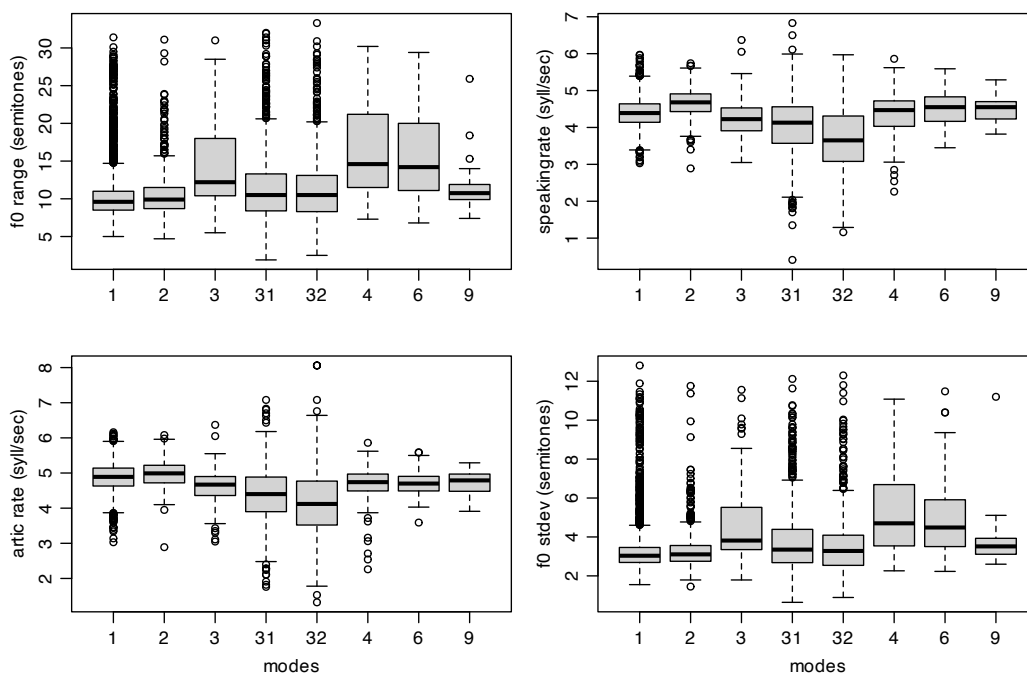 f0 range (semitones)
30
25
20
15
10
5
1 2 3 31 32 4 6 9
speakingrate (syll/sec)
7
6
5
4
3
2
1
1 2 3 31 32 4 6 9
artic rate (syll/sec)
8
7
6
5
4
3
2
1 2 3 31 32 4 6 9
modes
f0 stdev (semitones)
12
10
8
6
4
2
1 2 3 31 32 4 6 9
modes